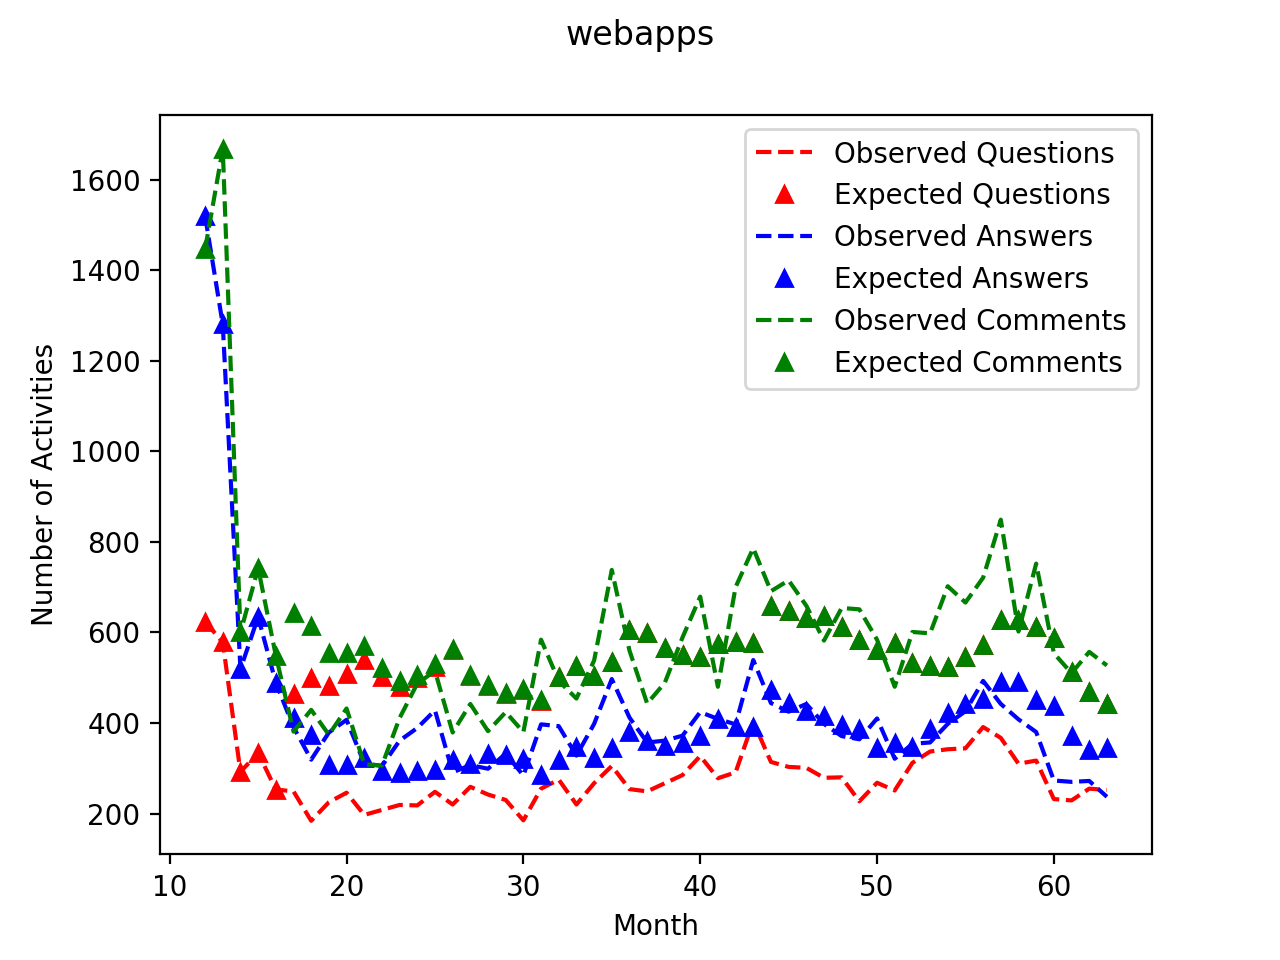 webapps
Number of Activities
1600
1400
1200
1000
800
600
400
200
Observed Questions
Expected Questions
Observed Answers
Expected Answers
Observed Comments
Expected Comments
10 20 30 40 50 60
Month